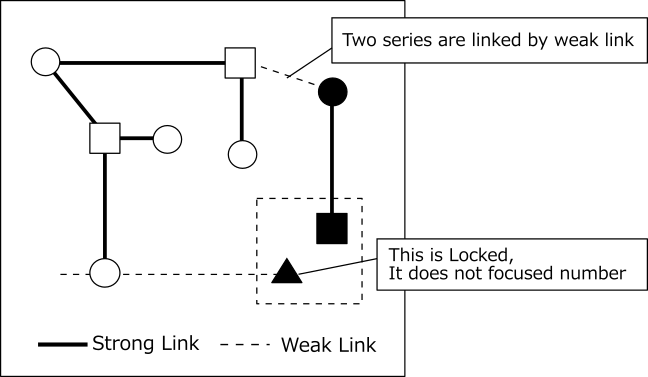 Two series are linked by weak link
This is Locked,
It does not focused number
Strong Link
Weak Link